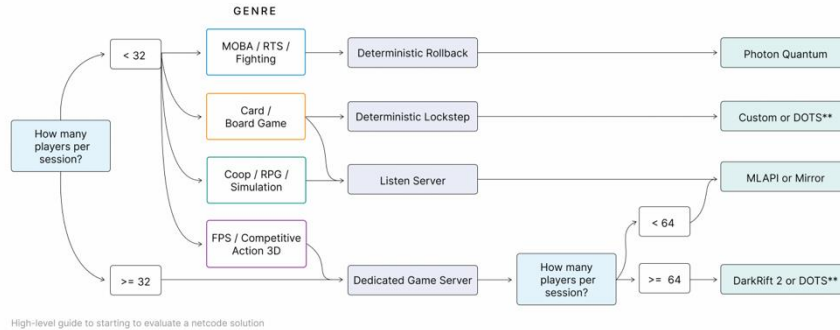 GENRE
MOBA / RTS /
Fighting
< 32
Deterministic Rollback
Photon Quantum
Card /
Board Game
Deterministic Lockstep
Custom or DOTS**
How many
players per
session?
Coop / RPG /
Simulation
Listen Server
MLAPI or Mirror
< 64
FPS / Competitive
Action 3D
>= 32
Dedicated Game Server
How many
players per
session?
>= 64
DarkRift 2 or DOTS**
High-level guide to starting to evaluate a netcode solution